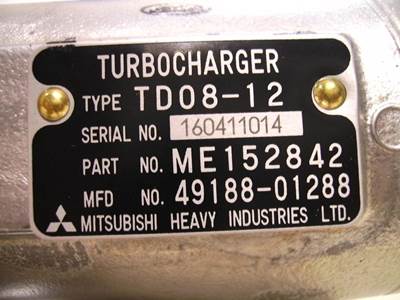 TURBOCHARGER
TYPE TD08-12
SERIAL NO. 160411014
PART NO. ME152842
MFD NO. 49188-01288
MITSUBISHI HEAVY INDUSTRIES LTD.